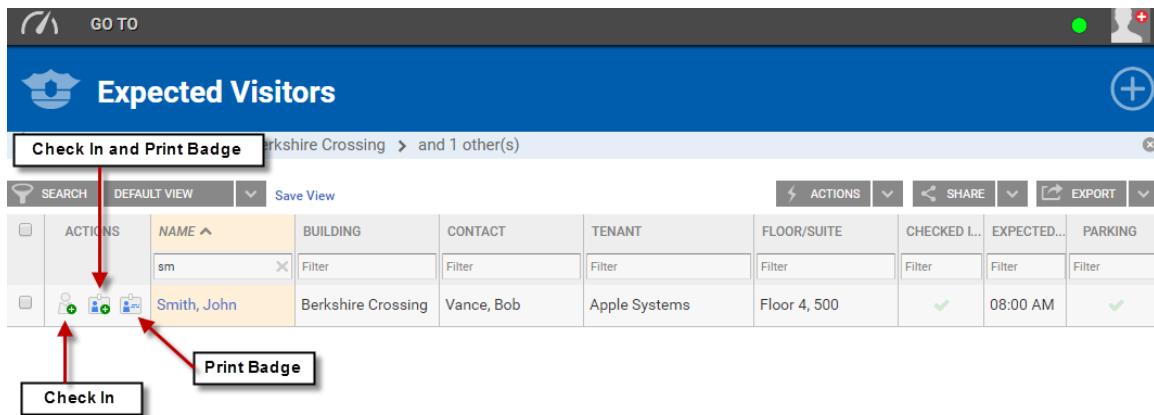 GO TO
Expected Visitors
Check In and Print Badge
erkshire Crossing > and 1 other(s)
SEARCH DEFAULT VIEW Save View ACTIONS SHARE EXPORT
ACTIONS NAME BUILDING CONTACT TENANT FLOOR/SUITE CHECKED I... EXPECTED... PARKING
sm Filter Filter Filter Filter Filter Filter Filter
Smith, John Berkshire Crossing Vance, Bob Apple Systems Floor 4, 500 08:00 AM
Print Badge
Check In